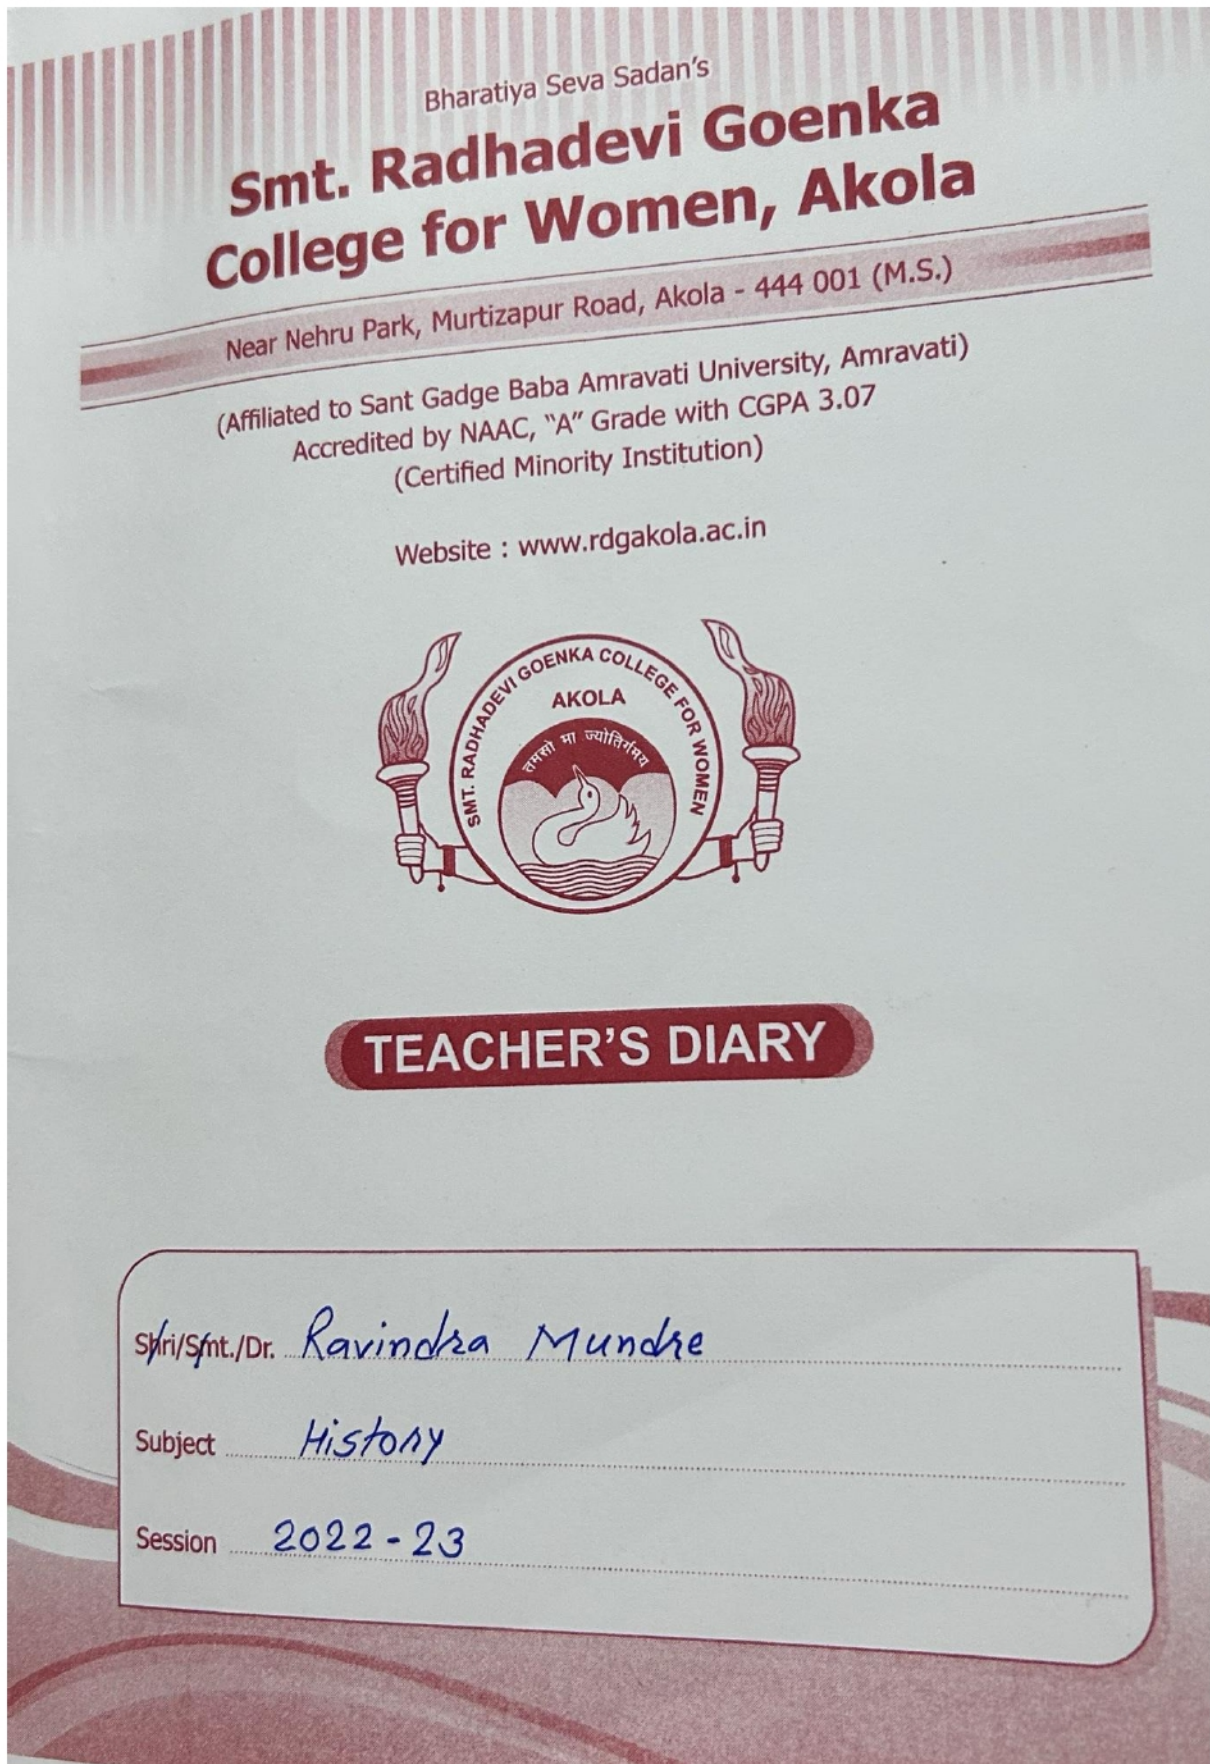 Bharatiya Seva Sadan's
Smt. Radhadevi Goenka
College for Women, Akola
Near Nehru Park, Murtizapur Road, Akola - 444 001 (M.S.)
(Affiliated to Sant Gadge Baba Amravati University, Amravati)
Accredited by NAAC, "A" Grade with CGPA 3.07
(Certified Minority Institution)
Website : www.rdgakola.ac.in
SMT. RADHADEVI GOENKA COLLEGE FOR WOMEN
AKOLA
तमसो मा ज्योतिर्गमय
TEACHER'S DIARY
Shri/Smt./Dr. Ravindra Mundre
Subject History
Session 2022-23